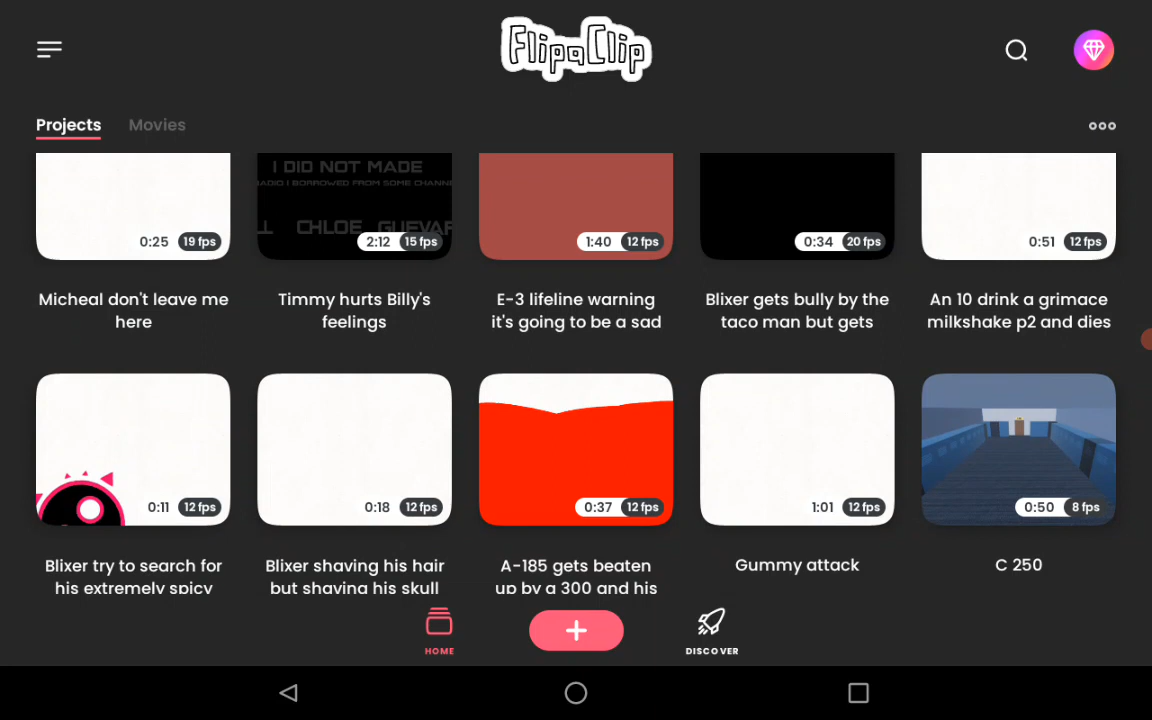 FlipaClip
Projects Movies
I DID NOT MADE
CHLOE GUEVAR
0:25 19 fps
2:12 15 fps
1:40 12 fps
0:34 20 fps
0:51 12 fps
Micheal don't leave me
here
Timmy hurts Billy's
feelings
E-3 lifeline warning
it's going to be a sad
Blixer gets bully by the
taco man but gets
An 10 drink a grimace
milkshake p2 and dies
0:11 12 fps
0:18 12 fps
0:37 12 fps
1:01 12 fps
0:50 8 fps
Blixer try to search for
his extremely spicy
Blixer shaving his hair
but shaving his skull
A-185 gets beaten
up by a 300 and his
Gummy attack
C 250
HOME
DISCOVER